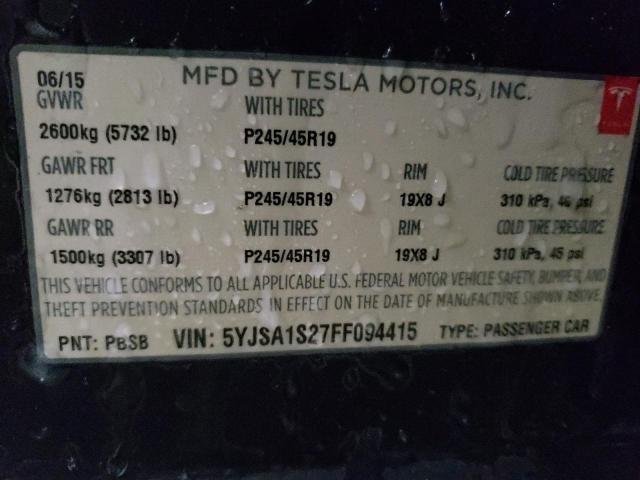 06/15 MFD BY TESLA MOTORS, INC.
GVWR WITH TIRES
2600kg (5732 lb) P245/45R19
GAWR FRT WITH TIRES RIM COLD TIRE PRESSURE
1276kg (2813 lb) P245/45R19 19X8 J 310 kPa, 45 psi
GAWR RR WITH TIRES RIM COLD TIRE PRESSURE
1500kg (3307 lb) P245/45R19 19X8 J 310 kPa, 45 psi
THIS VEHICLE CONFORMS TO ALL APPLICABLE U.S. FEDERAL MOTOR VEHICLE SAFETY, BUMPER, AND
THEFT PREVENTION STANDARDS IN EFFECT ON THE DATE OF MANUFACTURE SHOWN ABOVE.
PNT: PBSB VIN: 5YJSA1S27FF094415 TYPE: PASSENGER CAR
TESLA